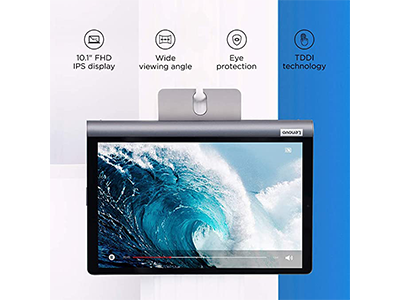 10.1" FHD
IPS display
Wide
viewing angle
Eye
protection
TDDI
technology
Lenovo